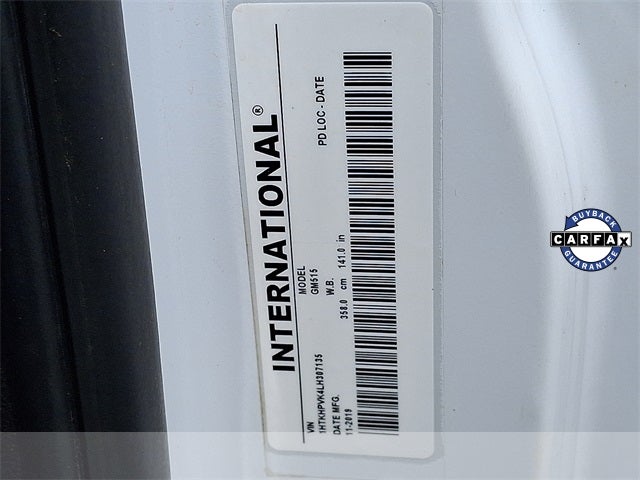 INTERNATIONAL®
MODEL
GM515
W.B.
358.0 cm 141.0 in
PD LOC - DATE
VIN
1HTKHPVK4LH307135
DATE MFG.
11-2019
BUYBACK
CARFAX
GUARANTEE